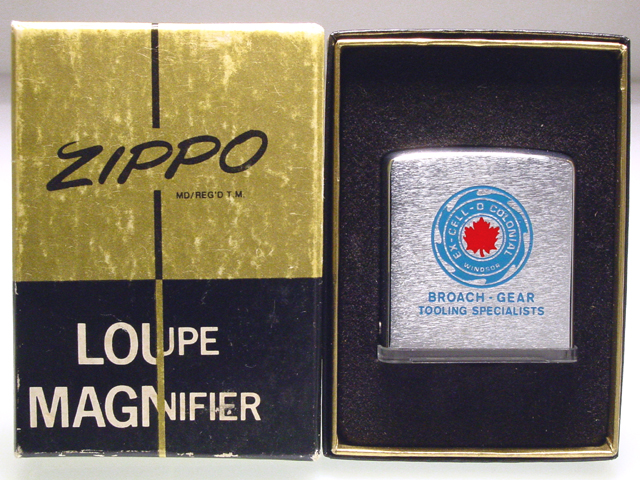 ZIPPO
MD/REG'D T.M.
LOUPE
MAGNIFIER
EX-CELL-O COLONIAL
WINDSOR
BROACH - GEAR
TOOLING SPECIALISTS